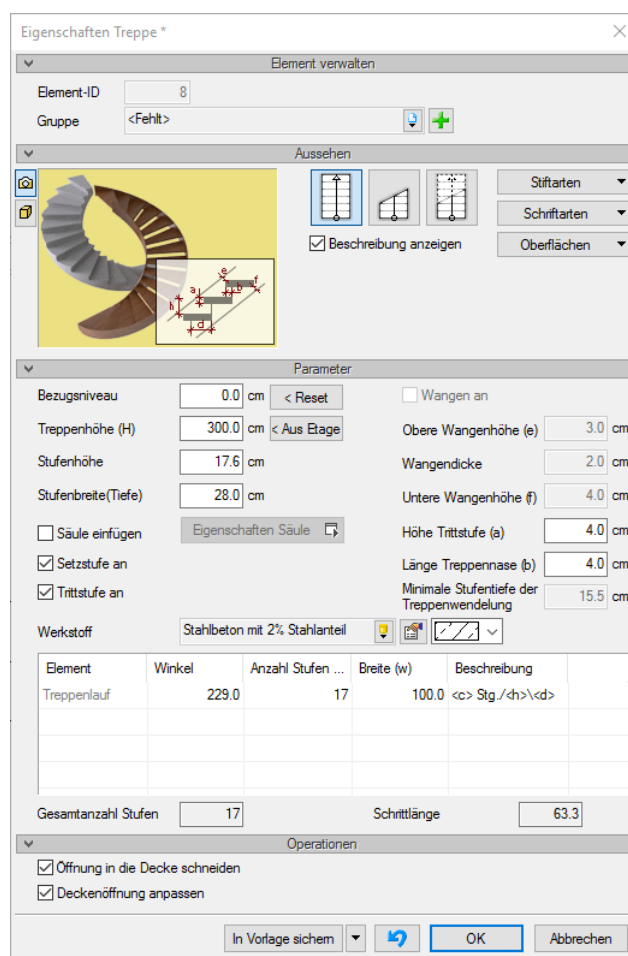 Eigenschaften Treppe *
Element verwalten
Element-ID 8
Gruppe <Fehlt>
Aussehen
Stiftarten
Schriftarten
Beschreibung anzeigen Oberflächen
e
a b f
h
d
Parameter
Bezugsniveau 0.0 cm < Reset Wangen an
Treppenhöhe (H) 300.0 cm < Aus Etage Obere Wangenhöhe (e) 3.0 cm
Stufenhöhe 17.6 cm Wangendicke 2.0 cm
Stufenbreite(Tiefe) 28.0 cm Untere Wangenhöhe (f) 4.0 cm
Säule einfügen Eigenschaften Säule Höhe Trittstufe (a) 4.0 cm
Setzstufe an Länge Treppennase (b) 4.0 cm
Trittstufe an Minimale Stufentiefe der
Treppenwendelung 15.5 cm
Werkstoff Stahlbeton mit 2% Stahlanteil
Element Winkel Anzahl Stufen ... Breite (w) Beschreibung
Treppenlauf 229.0 17 100.0 <c> Stg./<h>\<d>
Gesamtanzahl Stufen 17 Schrittlänge 63.3
Operationen
Öffnung in die Decke schneiden
Deckenöffnung anpassen
In Vorlage sichern OK Abbrechen